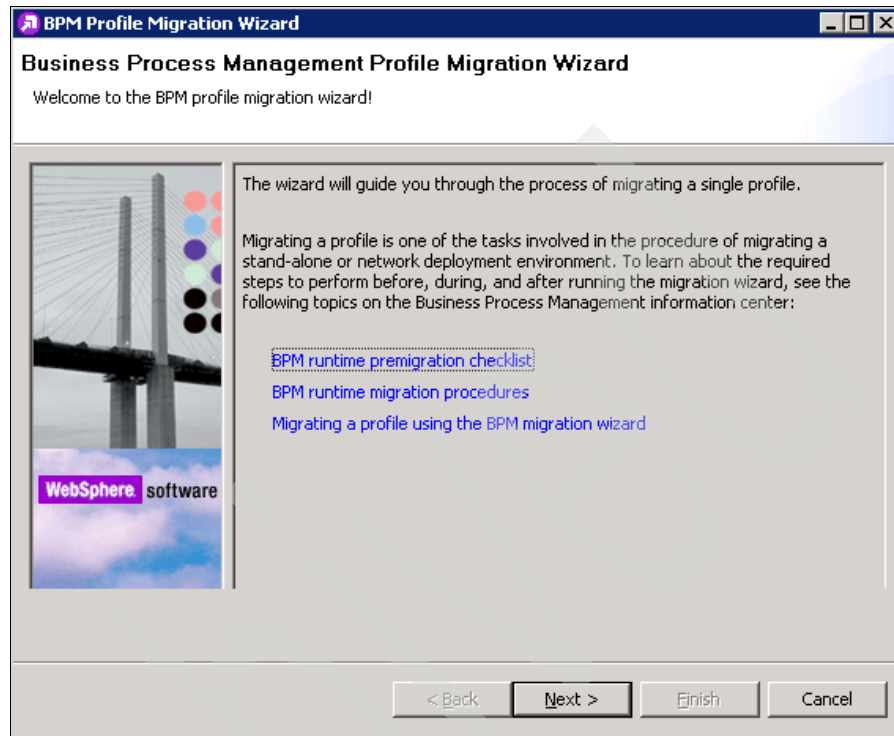 BPM Profile Migration Wizard
Business Process Management Profile Migration Wizard
Welcome to the BPM profile migration wizard!
The wizard will guide you through the process of migrating a single profile.
Migrating a profile is one of the tasks involved in the procedure of migrating a
stand-alone or network deployment environment. To learn about the required
steps to perform before, during, and after running the migration wizard, see the
following topics on the Business Process Management information center:
BPM runtime premigration checklist
BPM runtime migration procedures
Migrating a profile using the BPM migration wizard
WebSphere. software
< Back
Next >
Finish
Cancel